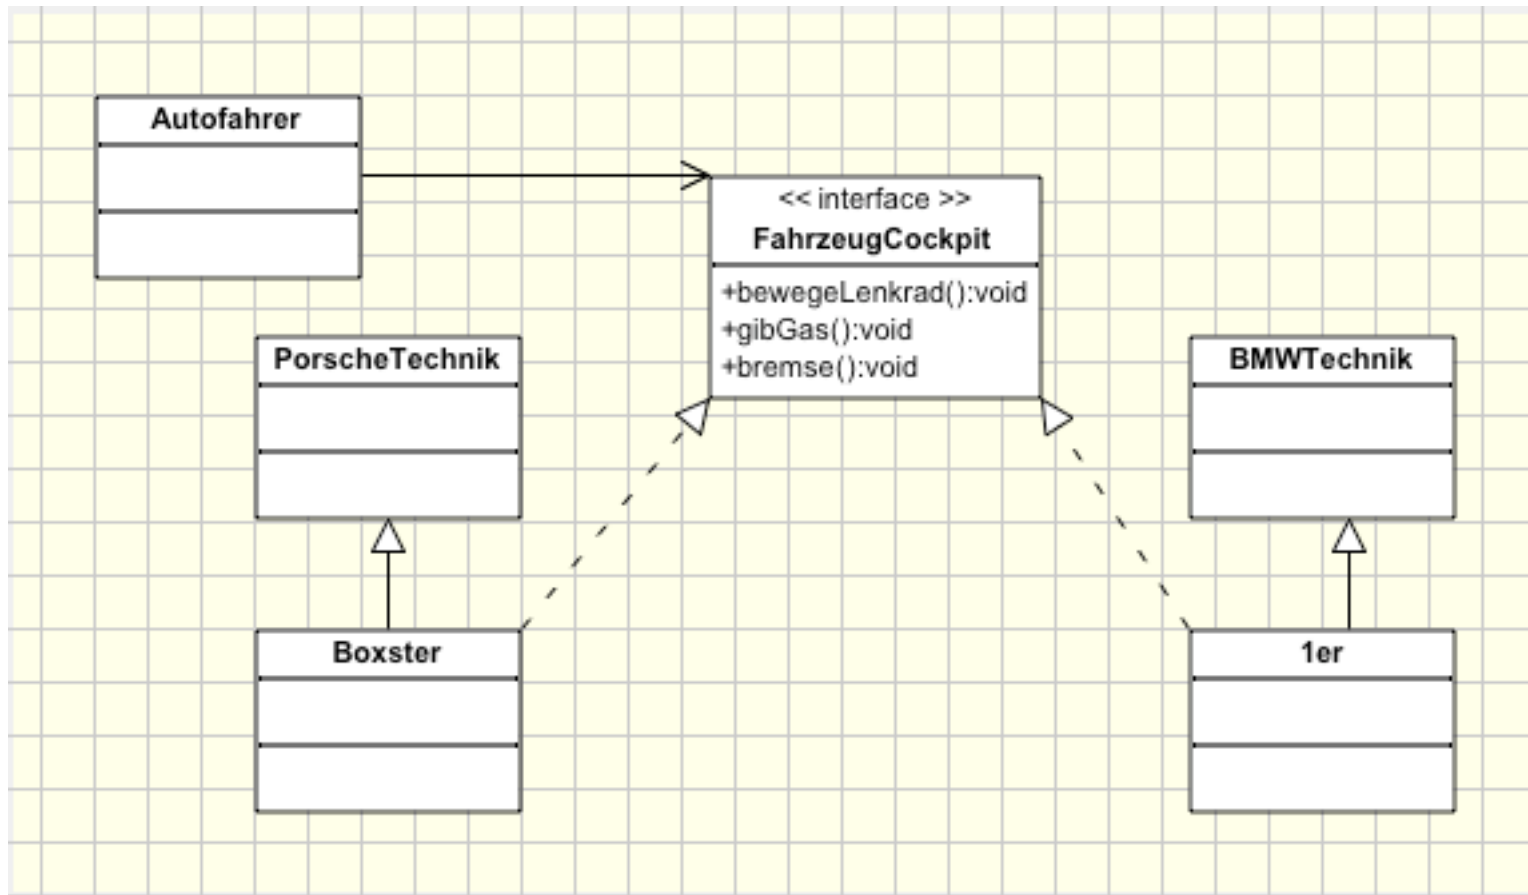 Autofahrer
<< interface >>
FahrzeugCockpit
+bewegeLenkrad():void
+gibGas():void
+bremse():void
PorscheTechnik
BMWTechnik
Boxster
1er